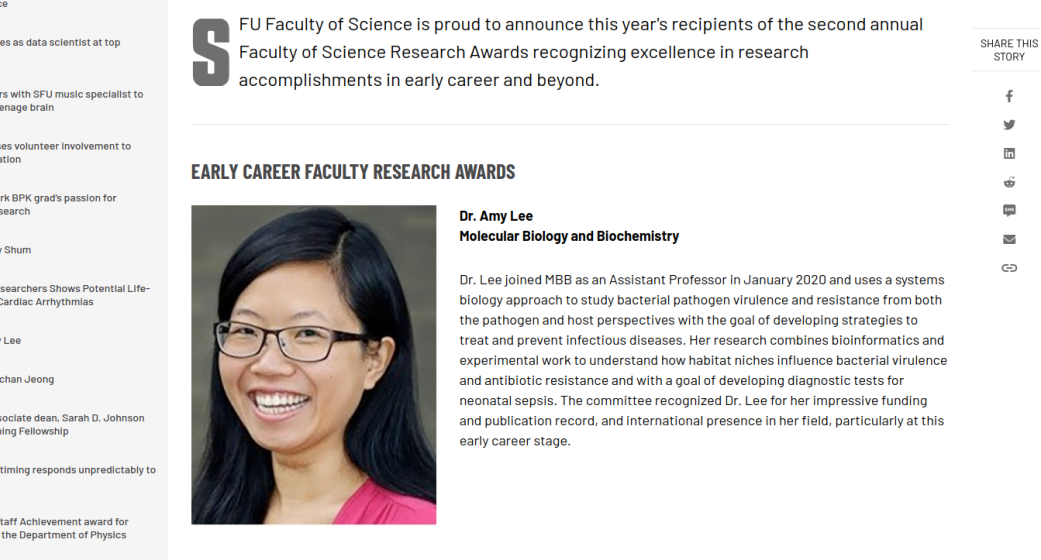 ce
es as data scientist at top
rs with SFU music specialist to
enage brain
ses volunteer involvement to
ation
rk BPK grad's passion for
search
y Shum
searchers Shows Potential Life-
Cardiac Arrhythmias
y Lee
chan Jeong
sociate dean, Sarah D. Johnson
ning Fellowship
timing responds unpredictably to
taff Achievement award for
the Department of Physics
SFU Faculty of Science is proud to announce this year's recipients of the second annual
Faculty of Science Research Awards recognizing excellence in research
accomplishments in early career and beyond.
EARLY CAREER FACULTY RESEARCH AWARDS
Dr. Amy Lee
Molecular Biology and Biochemistry
Dr. Lee joined MBB as an Assistant Professor in January 2020 and uses a systems
biology approach to study bacterial pathogen virulence and resistance from both
the pathogen and host perspectives with the goal of developing strategies to
treat and prevent infectious diseases. Her research combines bioinformatics and
experimental work to understand how habitat niches influence bacterial virulence
and antibiotic resistance and with a goal of developing diagnostic tests for
neonatal sepsis. The committee recognized Dr. Lee for her impressive funding
and publication record, and international presence in her field, particularly at this
early career stage.
SHARE THIS
STORY